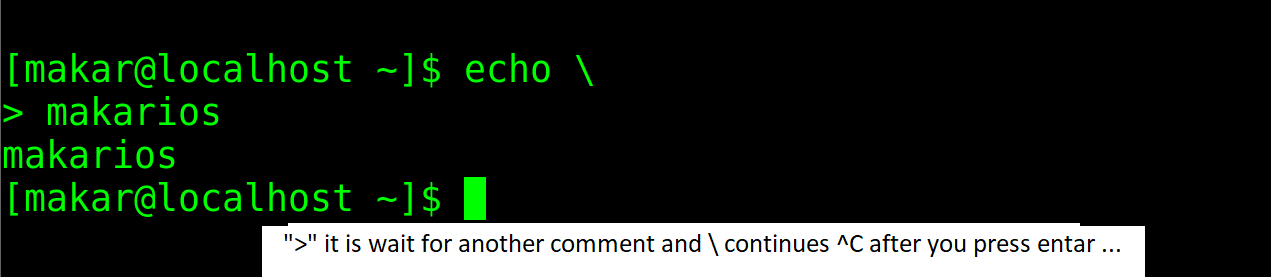 [makar@localhost ~]$ echo \
> makarios
makarios
[makar@localhost ~]$
">" it is wait for another comment and \ continues ^C after you press entar ...